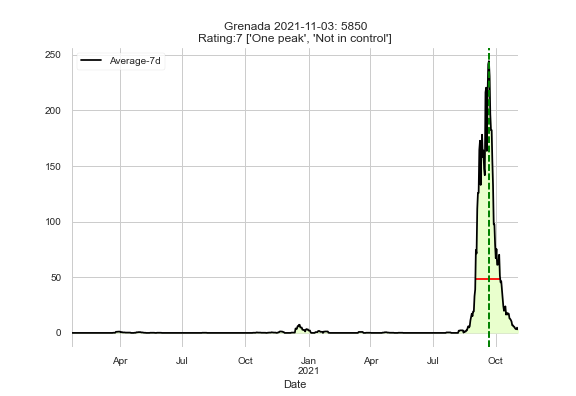 Grenada 2021-11-03: 5850
Rating:7 ['One peak', 'Not in control']
Average-7d
250
200
150
100
50
0
Apr Jul Oct Jan Apr Jul Oct
2021
Date